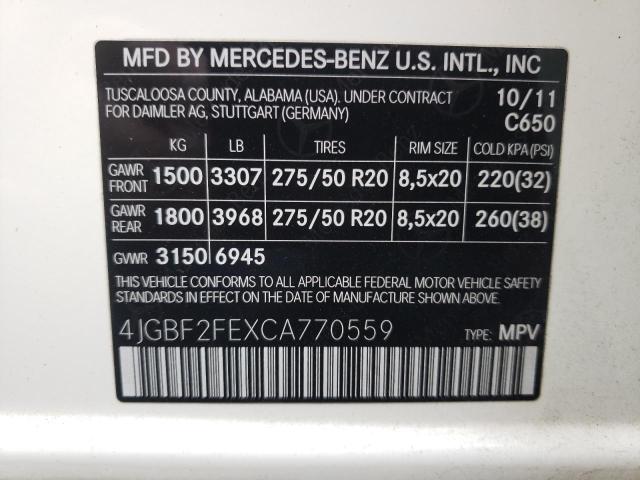 MFD BY MERCEDES-BENZ U.S. INTL., INC
TUSCALOOSA COUNTY, ALABAMA (USA). UNDER CONTRACT 10/11
FOR DAIMLER AG, STUTTGART (GERMANY) C650
KG LB TIRES RIM SIZE COLD KPA(PSI)
GAWR FRONT 1500 3307 275/50 R20 8,5x20 220(32)
GAWR REAR 1800 3968 275/50 R20 8,5x20 260(38)
GVWR 3150 6945
THIS VEHICLE CONFORMS TO ALL APPLICABLE FEDERAL MOTOR VEHICLE SAFETY
STANDARDS IN EFFECT ON THE DATE OF MANUFACTURE SHOWN ABOVE.
4JGBF2FEXCA770559 TYPE: MPV